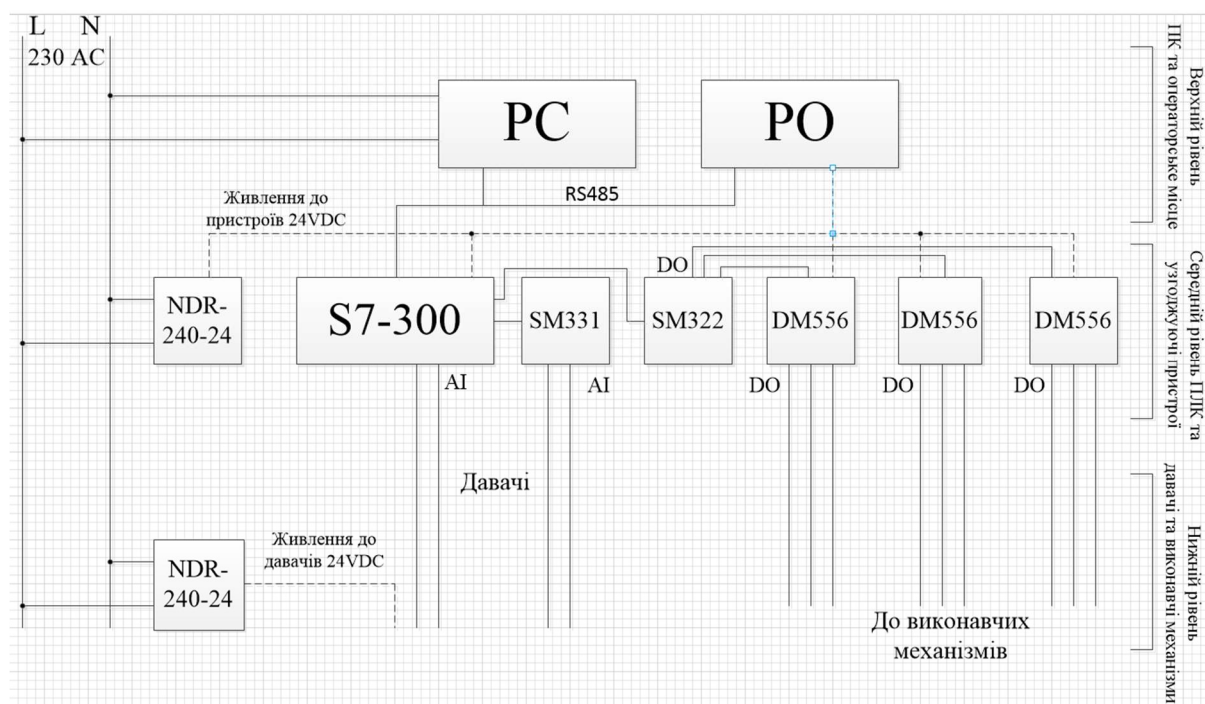 L N
230 AC
PC
PO
RS485
Живлення до
пристроїв 24VDC
DO
NDR-
240-24
S7-300
SM331
SM322
DM556
DM556
DM556
AI
AI
DO
DO
DO
Давачі
Живлення до
давачів 24VDC
NDR-
240-24
До виконавчих
механізмів
Верхній рівень
ПК та операторське місце
Середній рівень ПЛК та
узгоджуючі пристрої
Нижній рівень
давачі та виконавчі механізми